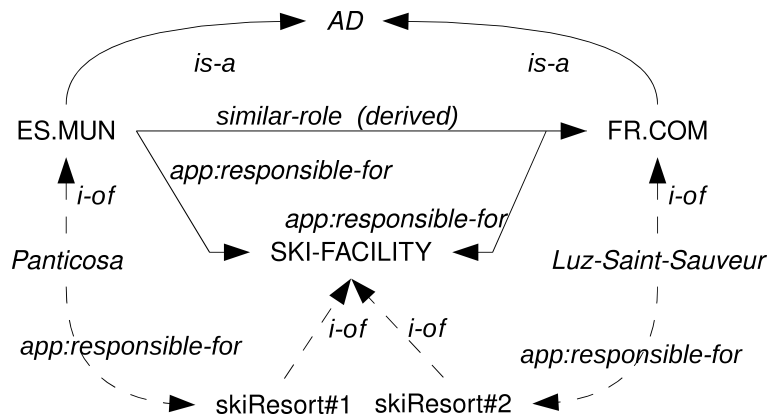 AD
is-a is-a
ES.MUN similar-role (derived) FR.COM
app:responsible-for
i-of i-of
app:responsible-for
Panticosa SKI-FACILITY Luz-Saint-Sauveur
i-of i-of
app:responsible-for app:responsible-for
skiResort#1 skiResort#2